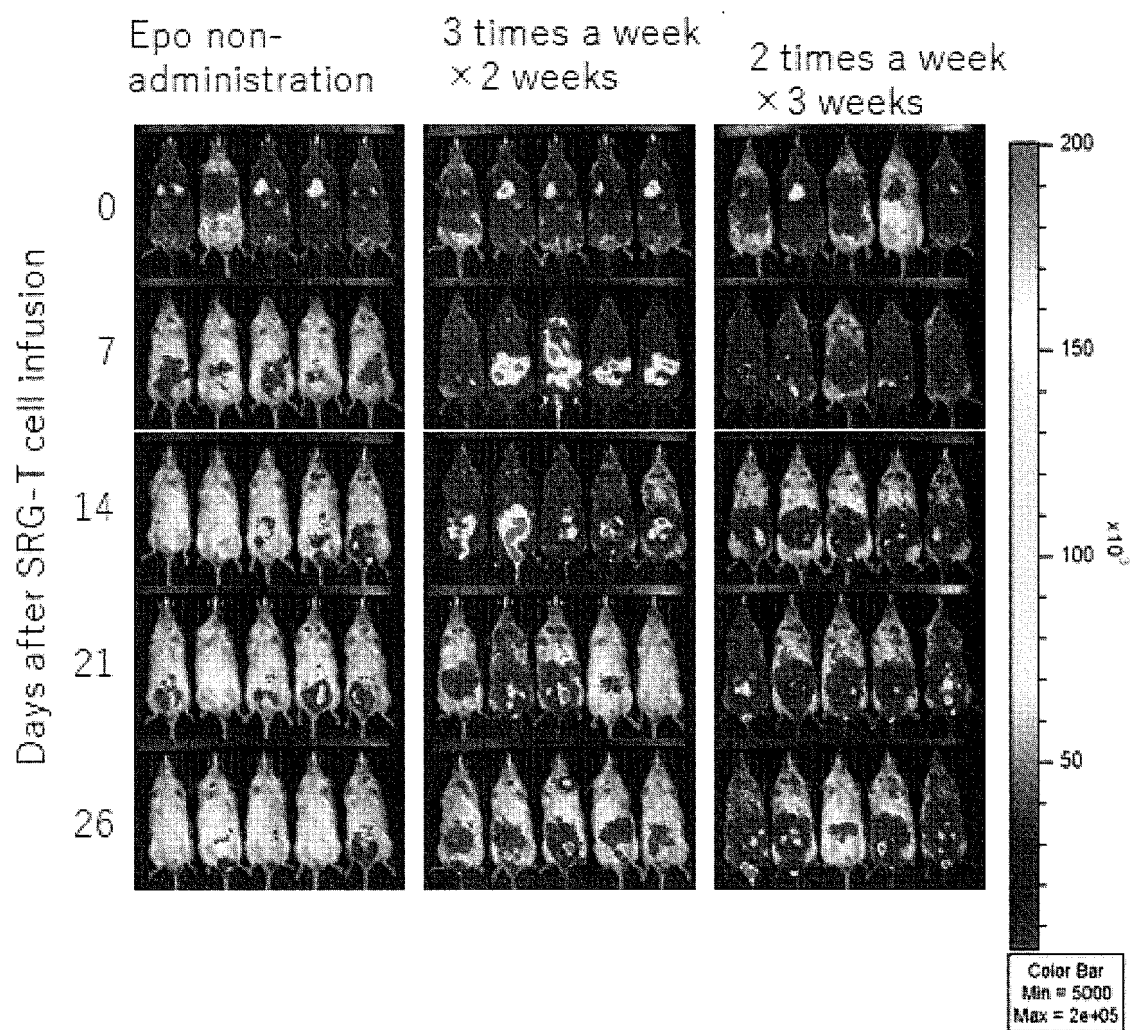 Epo non-
administration
3 times a week
× 2 weeks
2 times a week
× 3 weeks
Days after SRG-T cell infusion
0
7
14
21
26
200
150
100
50
Color Bar
Min = 5000
Max = 2e+05